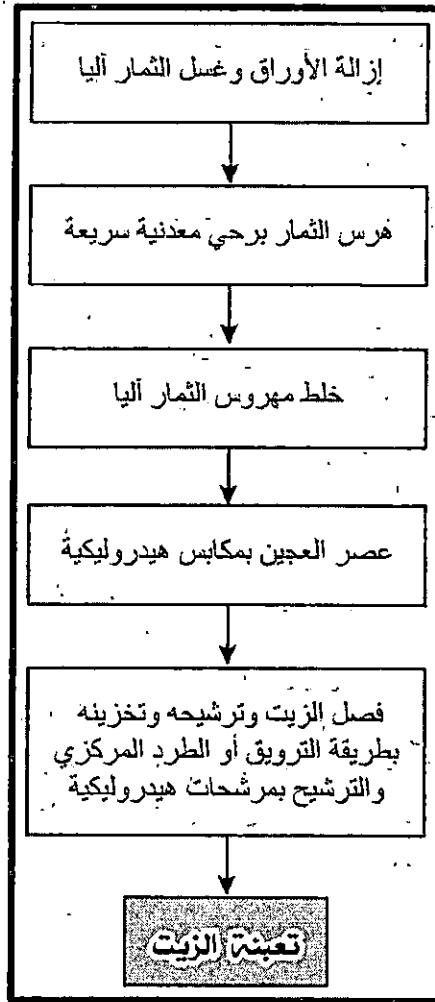 إزالة الأوراق وغسل الثمار آليا
هرس الثمار برحي معدنية سريعة
خلط مهروس الثمار آليا
عصر العجين بمكابس هيدروليكية
فصل الزيت وترشيحه وتخزينه
بطريقة الترويق أو الطرد المركزي
والترشيح بمرشحات هيدروليكية
تعبئة الزيت